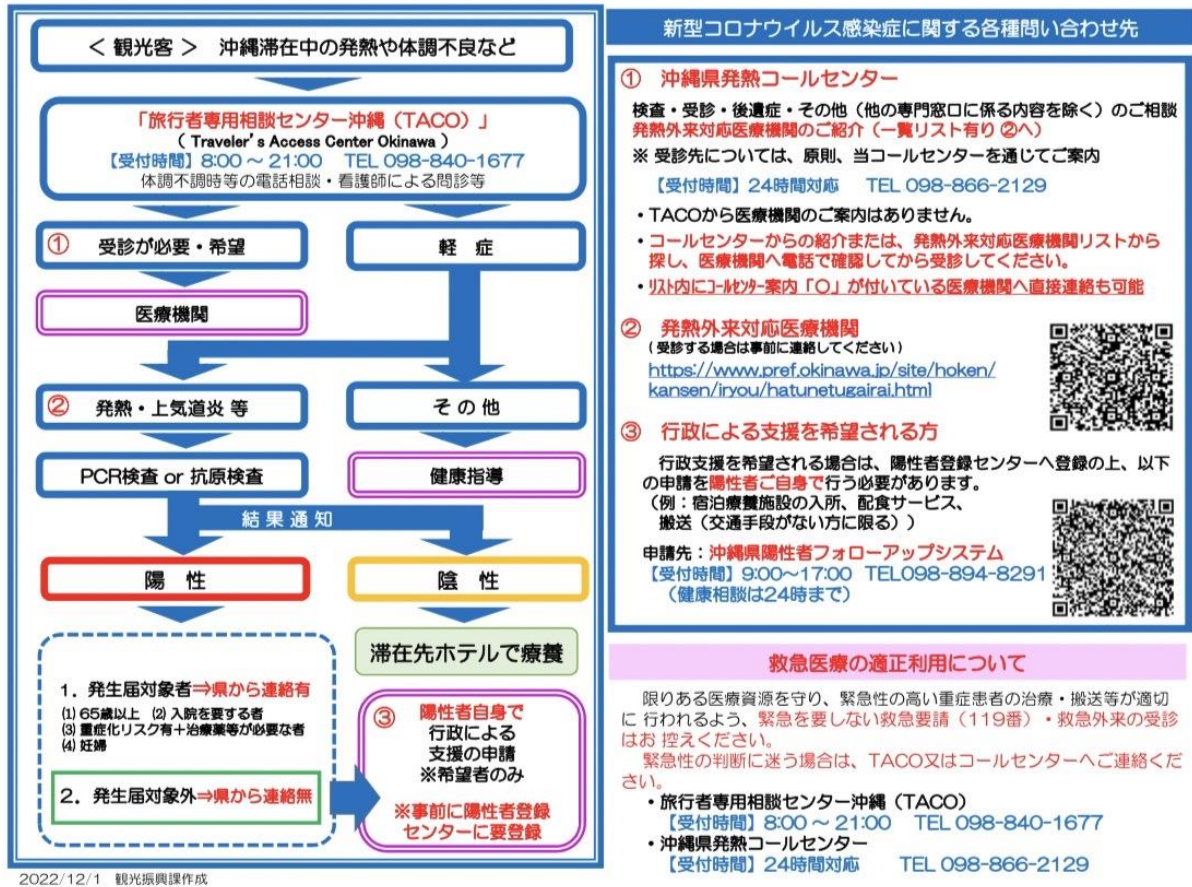 ＜ 観光客 ＞　沖縄滞在中の発熱や体調不良など
「旅行者専用相談センター沖縄（TACO）」
（ Traveler's Access Center Okinawa ）
【受付時間】8:00 ～ 21:00　TEL 098-840-1677
体調不調時等の電話相談・看護師による問診等
① 受診が必要・希望
軽　症
医療機関
② 発熱・上気道炎 等
そ の 他
PCR検査 or 抗原検査
健康指導
結 果 通 知
陽　性
陰　性
滞在先ホテルで療養
1．発生届対象者⇒県から連絡有
(1) 65歳以上　(2) 入院を要する者
(3) 重症化リスク有＋治療薬等が必要な者
(4) 妊婦
2．発生届対象外⇒県から連絡無
③ 陽性者自身で
行政による
支援の申請
※希望者のみ
※事前に陽性者登録
センターに要登録
2022/12/1　観光振興課作成
新型コロナウイルス感染症に関する各種問い合わせ先
①　沖縄県発熱コールセンター
検査・受診・後遺症・その他（他の専門窓口に係る内容を除く）のご相談
発熱外来対応医療機関のご紹介（一覧リスト有り ②へ）
※ 受診先については、原則、当コールセンターを通じてご案内
【受付時間】24時間対応　TEL 098-866-2129
・TACOから医療機関のご案内はありません。
・コールセンターからの紹介または、発熱外来対応医療機関リストから
探し、医療機関へ電話で確認してから受診してください。
・リスト内にコールセンター案内「〇」が付いている医療機関へ直接連絡も可能
②　発熱外来対応医療機関
（ 受診する場合は事前に連絡してください ）
https://www.pref.okinawa.jp/site/hoken/
kansen/iryou/hatunetugairai.html
③　行政による支援を希望される方
行政支援を希望される場合は、陽性者登録センターへ登録の上、以下
の申請を陽性者ご自身で行う必要があります。
（例：宿泊療養施設の入所、配食サービス、
搬送（交通手段がない方に限る））
申請先：沖縄県陽性者フォローアップシステム
【受付時間】9:00～17:00　TEL098-894-8291
（健康相談は24時まで）
救急医療の適正利用について
限りある医療資源を守り、緊急性の高い重症患者の治療・搬送等が適切
に 行われるよう、緊急を要しない救急要請（119番）・救急外来の受診
はお 控えください。
緊急性の判断に迷う場合は、TACO又はコールセンターへご連絡くだ
さい。
・旅行者専用相談センター沖縄（TACO）
【受付時間】8:00 ～ 21:00　TEL 098-840-1677
・沖縄県発熱コールセンター
【受付時間】24時間対応　TEL 098-866-2129